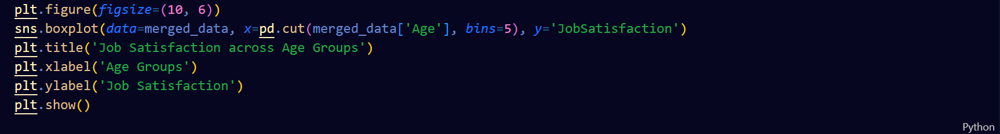 plt.figure(figsize=(10, 6))
sns.boxplot(data=merged_data, x=pd.cut(merged_data['Age'], bins=5), y='JobSatisfaction')
plt.title('Job Satisfaction across Age Groups')
plt.xlabel('Age Groups')
plt.ylabel('Job Satisfaction')
plt.show()
Python